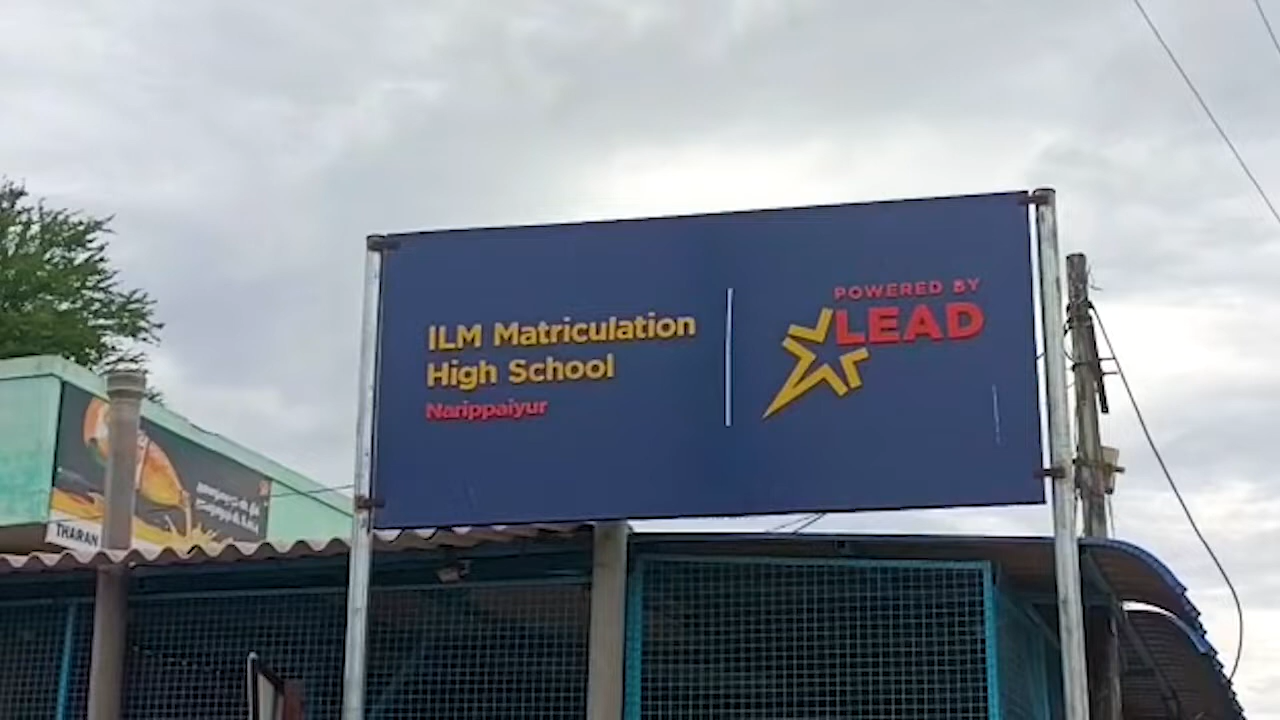 ILM Matriculation
High School
Narippaiyur
POWERED BY
LEAD
THARAN